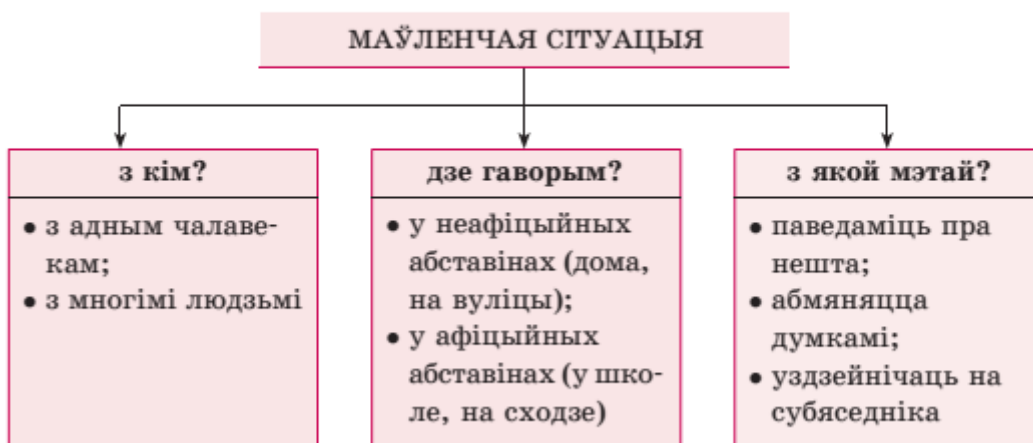 МАЎЛЕНЧАЯ СІТУАЦЫЯ
з кім?
• з адным чалаве-
кам;
• з многімі людзьмі
дзе гаворым?
• у неафіцыйных
абставінах (дома,
на вуліцы);
• у афіцыйных
абставінах (у шко-
ле, на сходзе)
з якой мэтай?
• паведаміць пра
нешта;
• абмяняцца
думкамі;
• уздзейнічаць на
субяседніка